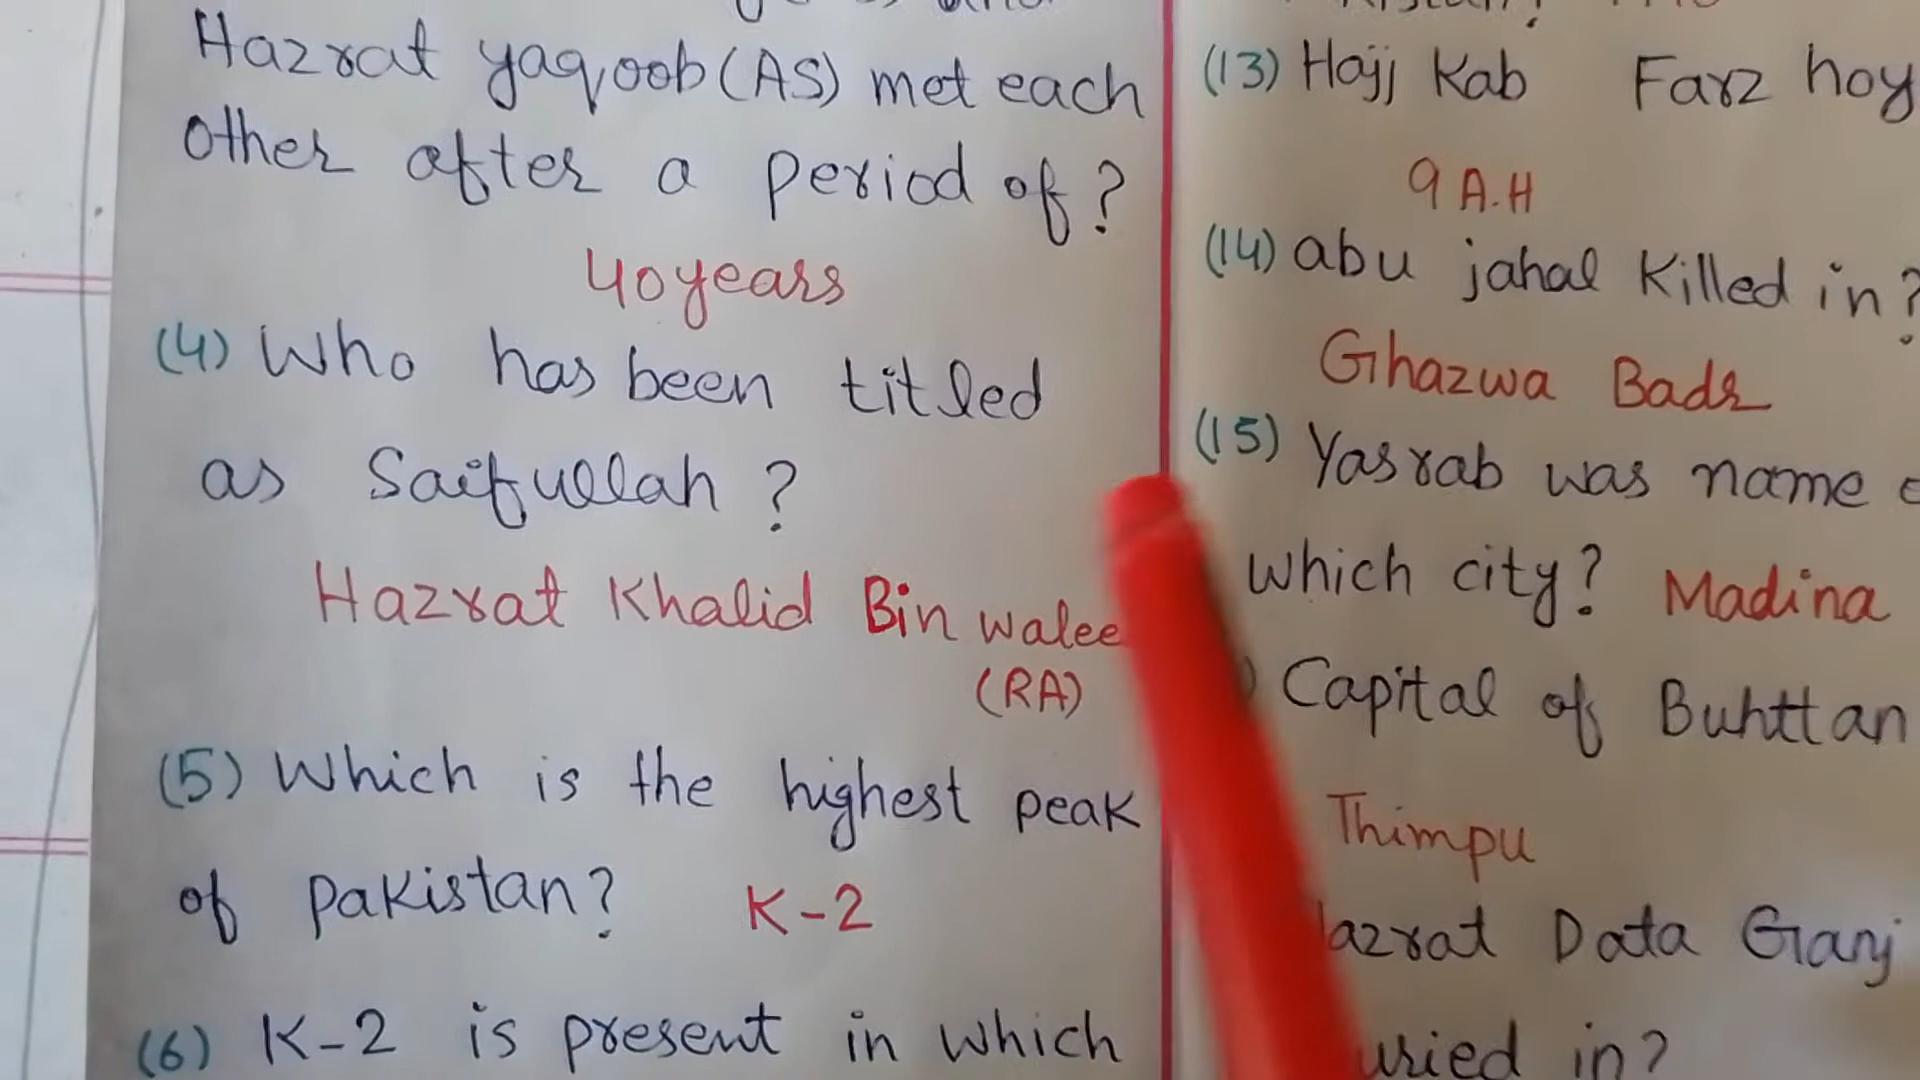 Hazrat yaqoob (AS) met each
Other after a period of?
40 years
(4) Who has been titled
as Saifullah ?
Hazrat Khalid Bin walee
(RA)
(5) Which is the highest peak
of pakistan? K-2
(6) K-2 is present in which
(13) Hajj Kab Farz hoy
9 A.H
(14) abu jahal Killed in?
Ghazwa Badr
(15) Yasrab was name
which city? Madina
Capital of Buhttan
Thimpu
azrat Data Ganj
uried in?